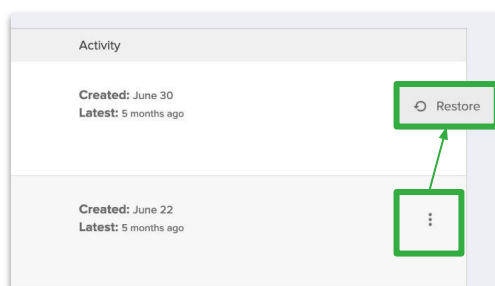 Activity
Created: June 30
Latest: 5 months ago
Restore
Created: June 22
Latest: 5 months ago